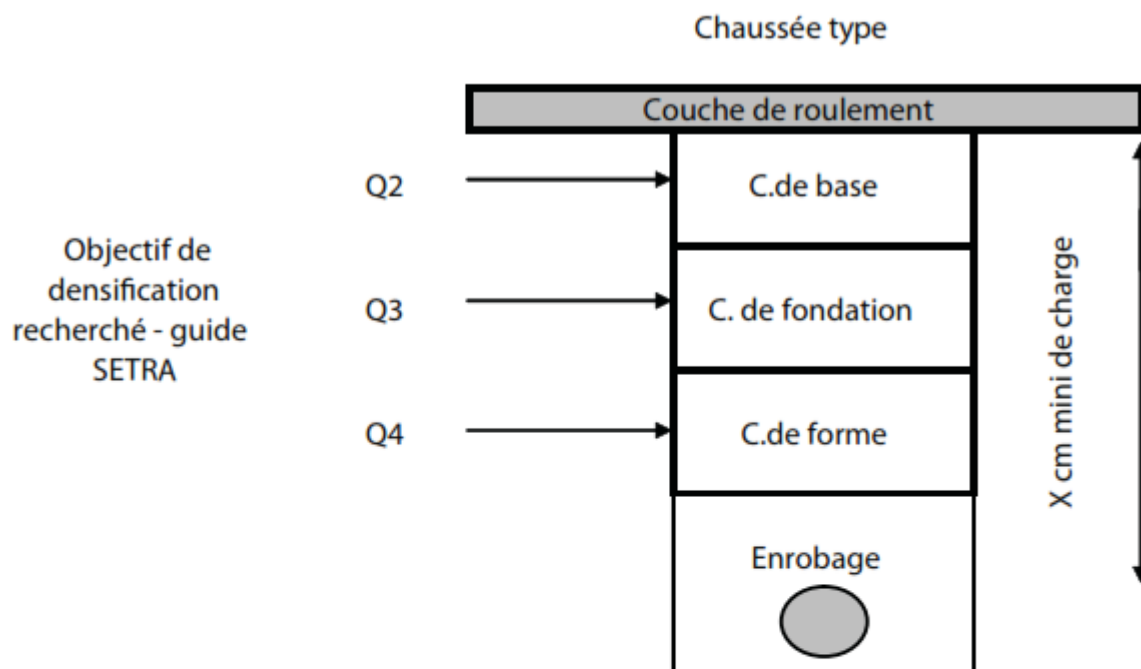 Chaussée type
Couche de roulement
Q2
C.de base
Objectif de
densification
recherché - guide
SETRA
Q3
C. de fondation
Q4
C.de forme
X cm mini de charge
Enrobage